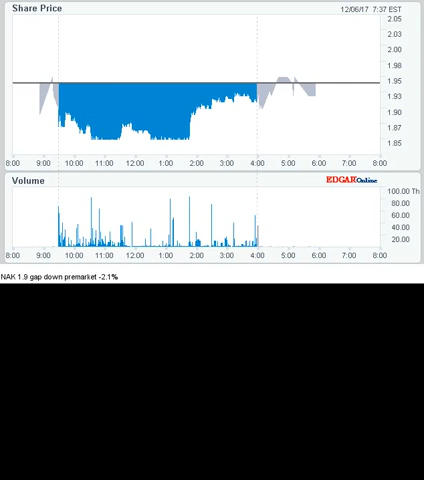 Share Price 12/06/17 7:37 EST
2.05
2.03
2.00
1.98
1.95
1.93
1.90
1.87
1.85
8:00 9:00 10:00 11:00 12:00 1:00 2:00 3:00 4:00 5:00 6:00 7:00 8:00
Volume EDGAROnline
100.00 Th
80.00
60.00
40.00
20.00
8:00 9:00 10:00 11:00 12:00 1:00 2:00 3:00 4:00 5:00 6:00 7:00 8:00
NAK 1.9 gap down premarket -2.1%